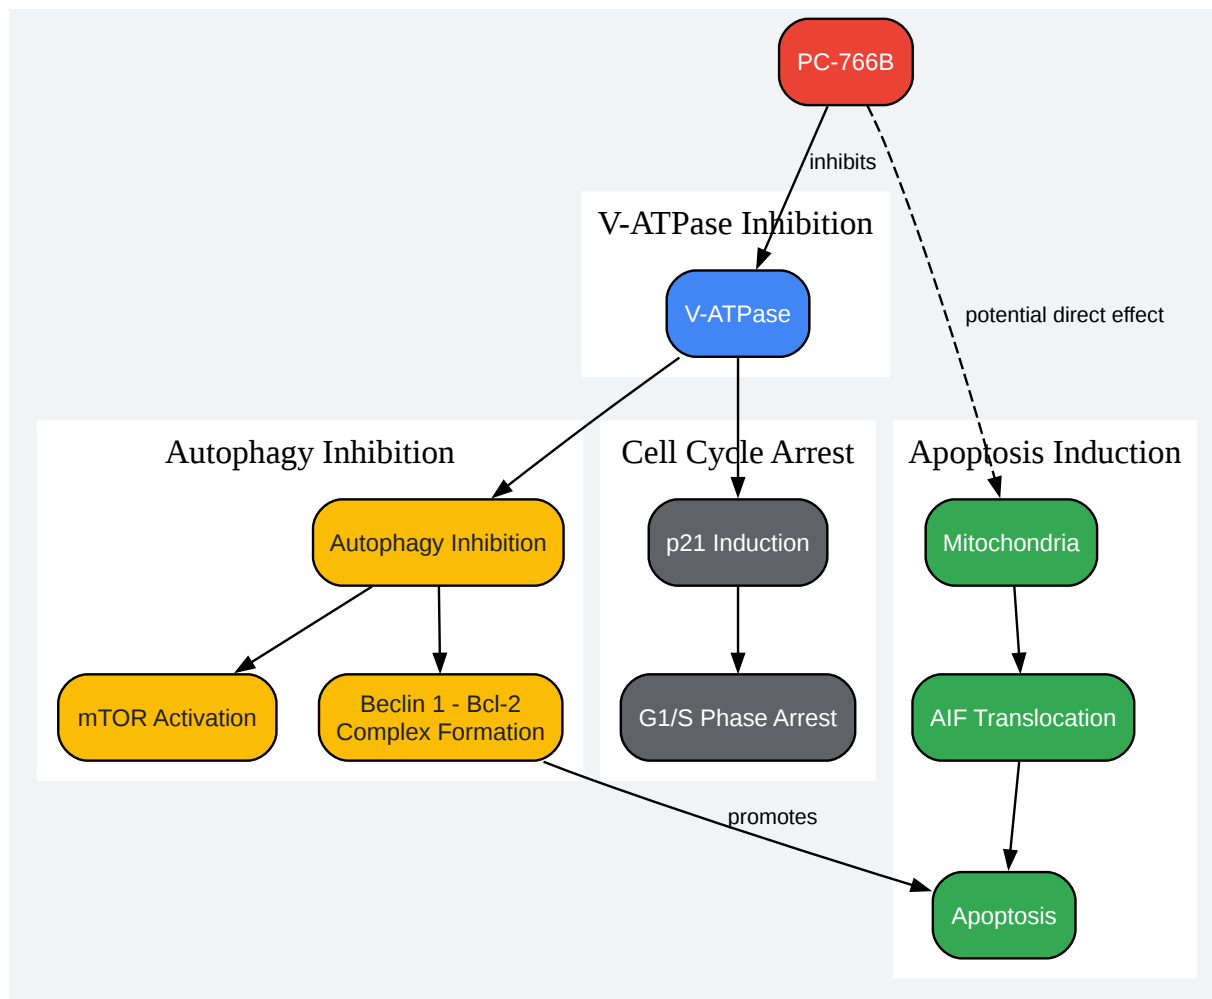 PC-766B
inhibits
V-ATPase Inhibition
V-ATPase
potential direct effect
Autophagy Inhibition
Cell Cycle Arrest
Apoptosis Induction
Autophagy Inhibition
p21 Induction
Mitochondria
mTOR Activation
Beclin 1 - Bcl-2
Complex Formation
G1/S Phase Arrest
AIF Translocation
promotes
Apoptosis